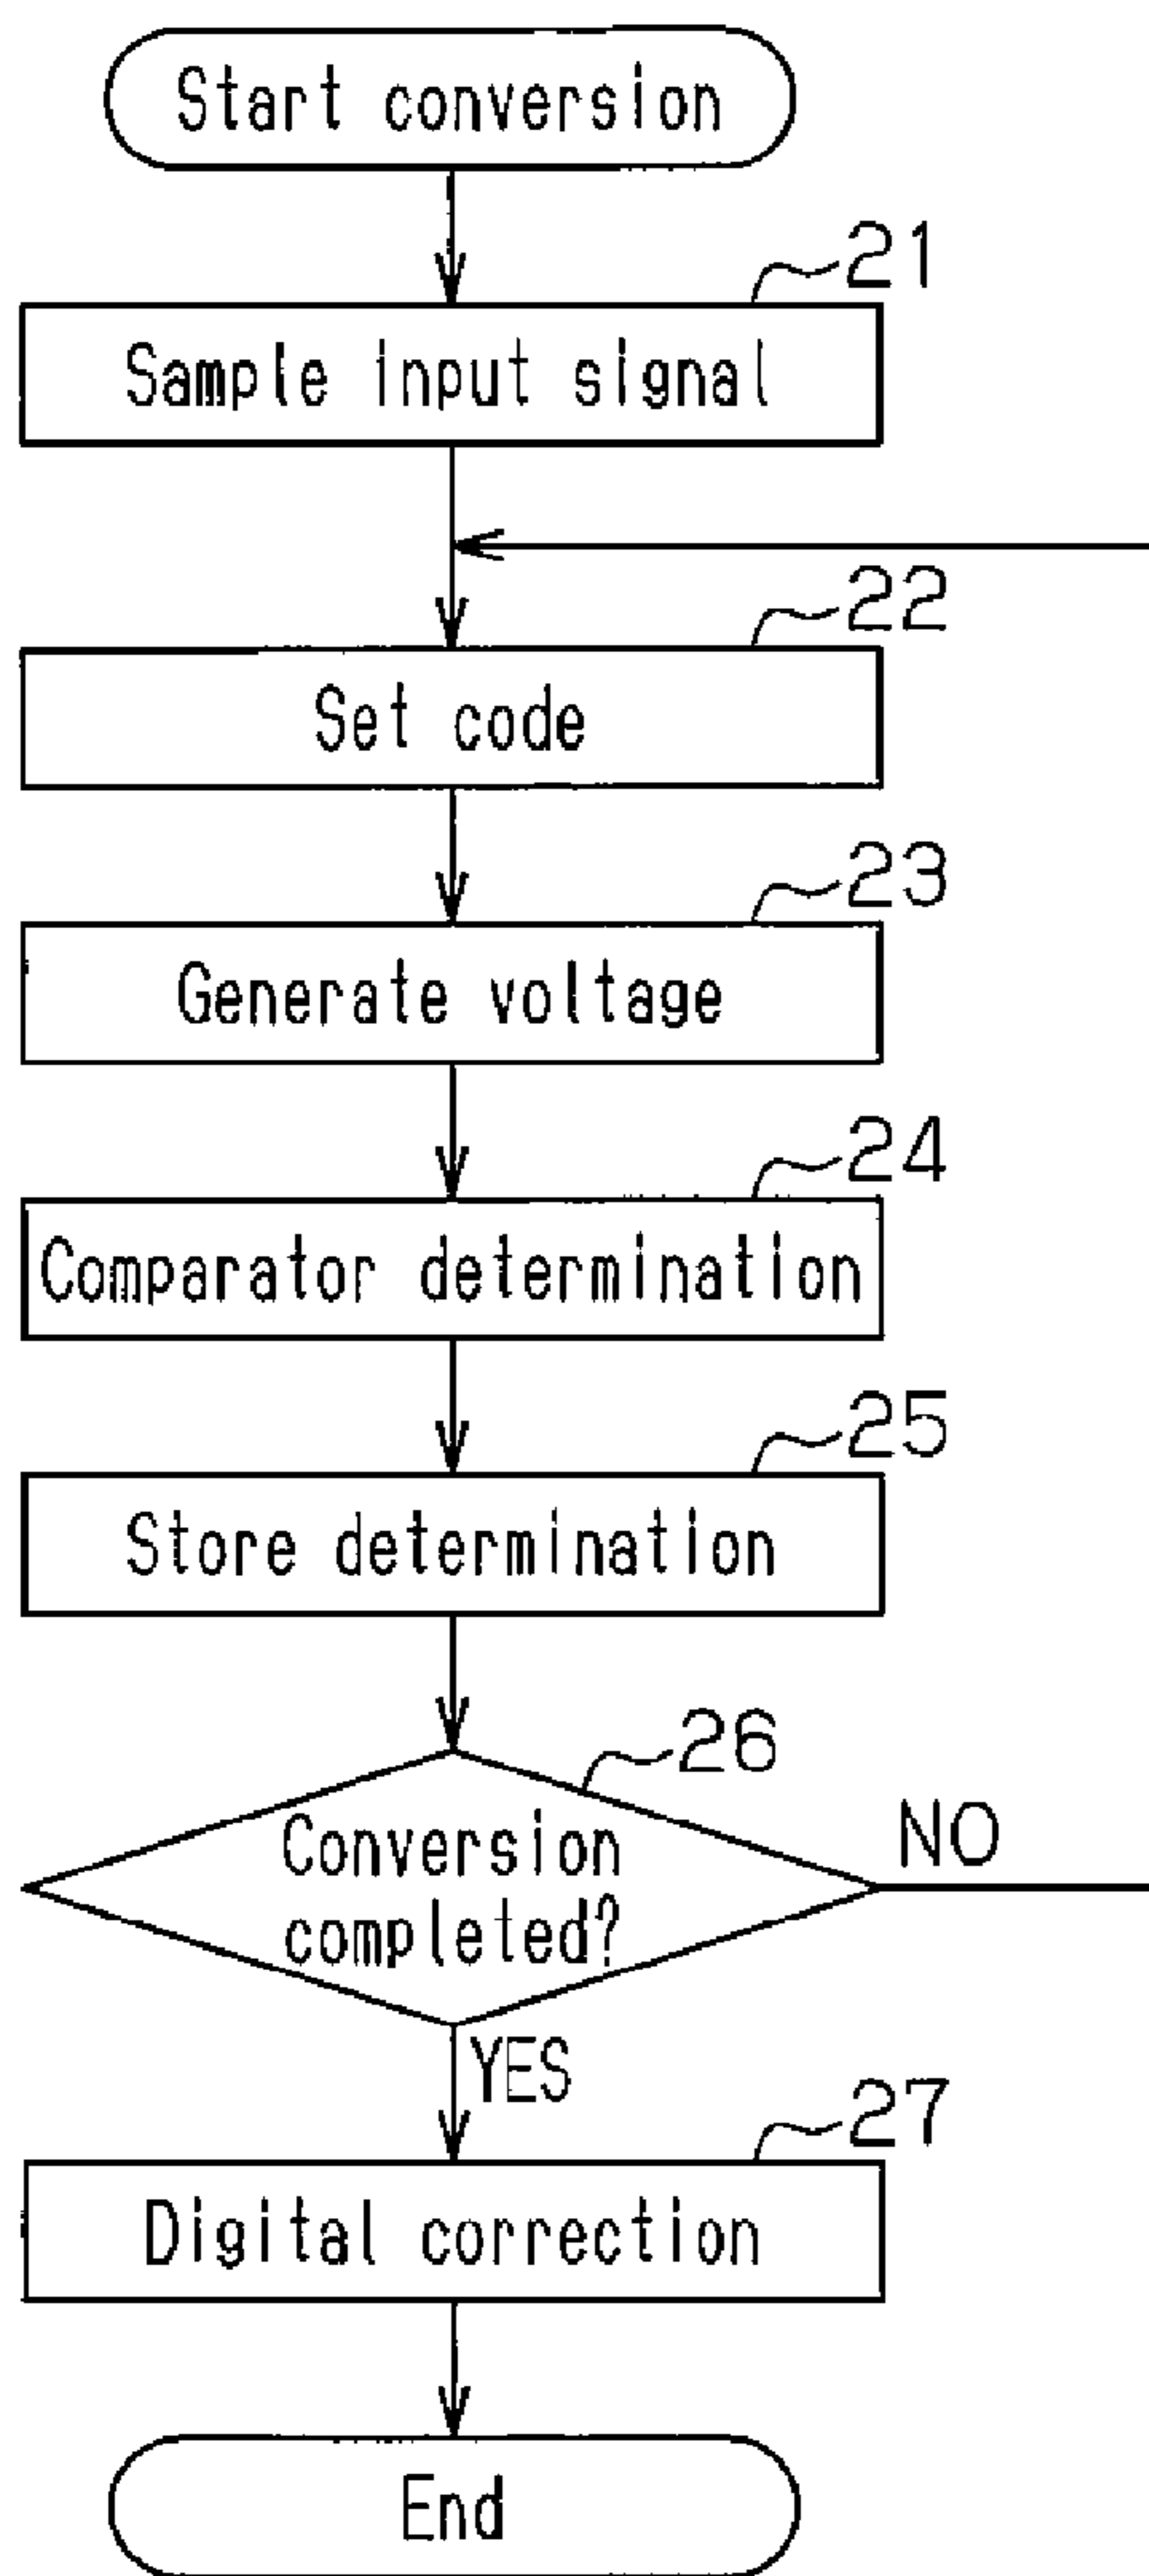 Start conversion
21
Sample input signal
22
Set code
23
Generate voltage
24
Comparator determination
25
Store determination
26
Conversion
completed?
NO
YES
27
Digital correction
End